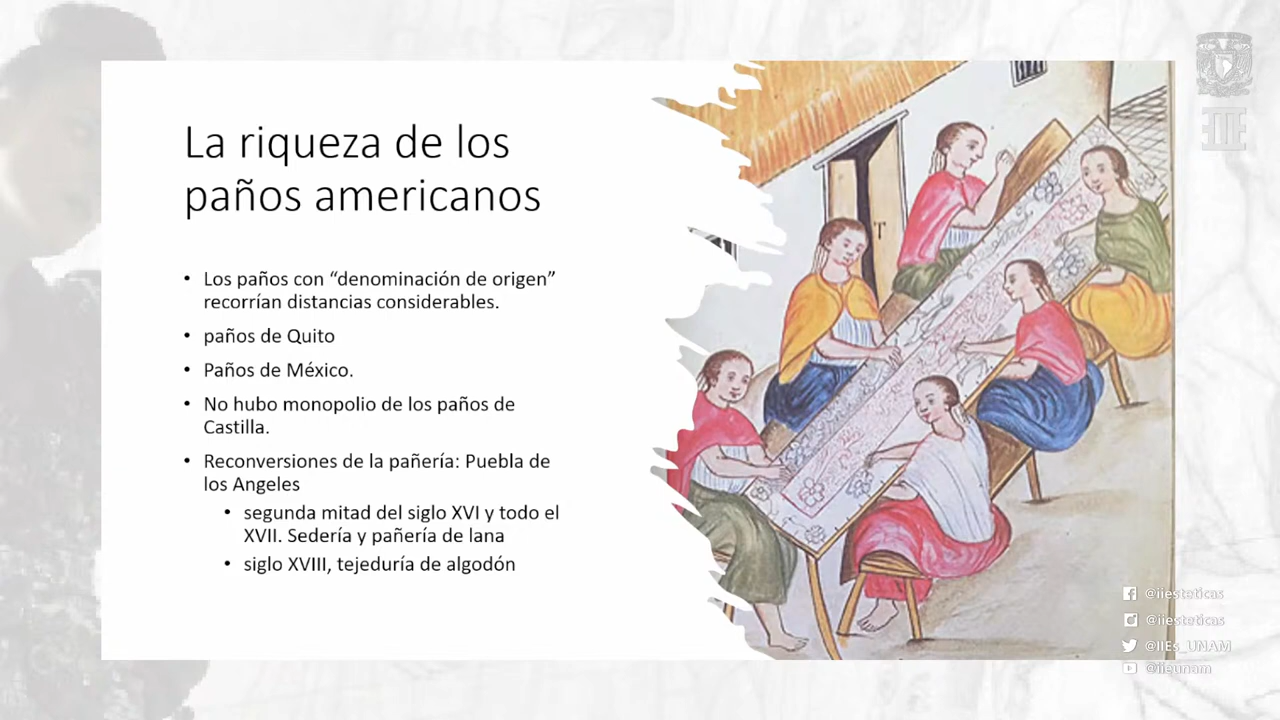 La riqueza de los
paños americanos
• Los paños con “denominación de origen”
recorrían distancias considerables.
• paños de Quito
• Paños de México.
• No hubo monopolio de los paños de
Castilla.
• Reconversiones de la pañería: Puebla de
los Angeles
• segunda mitad del siglo XVI y todo el
XVII. Sedería y pañería de lana
• siglo XVIII, tejeduría de algodón
@iiesteticas
@iiesteticas
@IIEs_UNAM
@iieunam